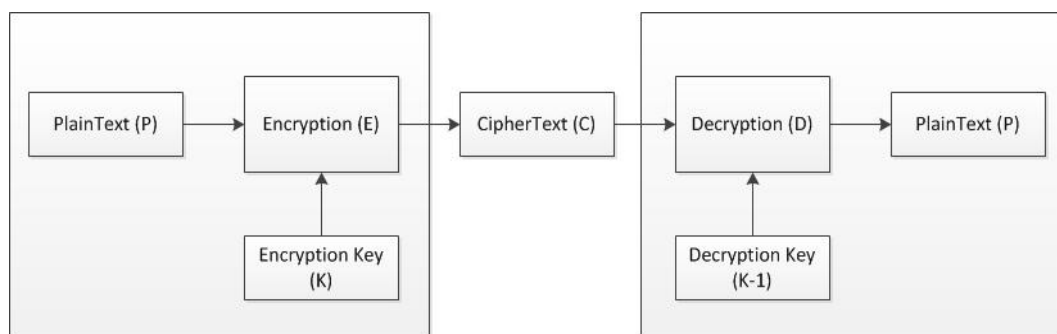 PlainText (P)
Encryption (E)
CipherText (C)
Decryption (D)
PlainText (P)
Encryption Key
(K)
Decryption Key
(K-1)